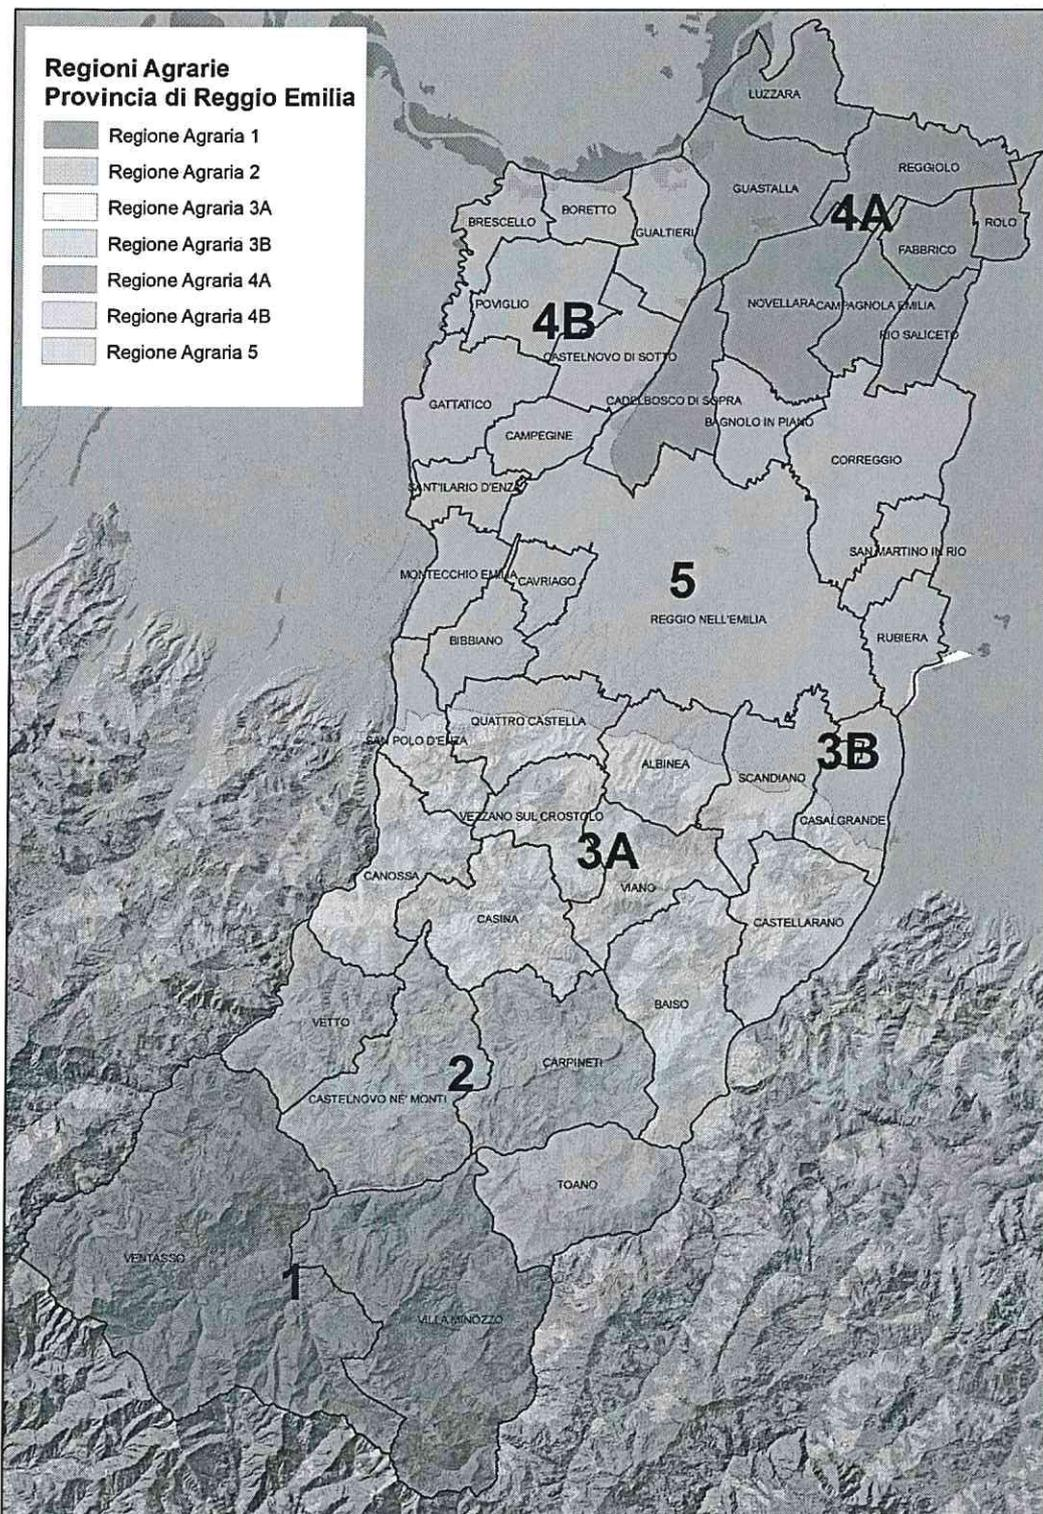 Regioni Agrarie
Provincia di Reggio Emilia
Regione Agraria 1
Regione Agraria 2
Regione Agraria 3A
Regione Agraria 3B
Regione Agraria 4A
Regione Agraria 4B
Regione Agraria 5
LUZZARA
REGGIOLO
GUASTALLA
4A
BRESCELLO
BORETTO
GUALTIERI
FABBRICO
ROLO
POVIGLIO
4B
NOVELLARA
CAMPAGNOLA EMILIA
RIO SALICETO
CASTELNOVO DI SOTTO
GATTATICO
CADELBOSCO DI SOPRA
BAGNOLO IN PIANO
CAMPEGINE
CORREGGIO
SANT'ILARIO D'ENZA
SAN MARTINO IN RIO
MONTECCHIO EMILIA
CAVRIAGO
5
REGGIO NELL'EMILIA
BIBBIANO
RUBIERA
QUATTRO CASTELLA
SAN POLO D'ENZA
3B
ALBINEA
SCANDIANO
VEZZANO SUL CROSTOLO
CASALGRANDE
3A
CANOSSA
VIANO
CASINA
CASTELLARANO
BAISO
VETTO
CARPINETI
2
CASTELNOVO NE' MONTI
TOANO
VENTASSO
1
VILLA MINOZZO